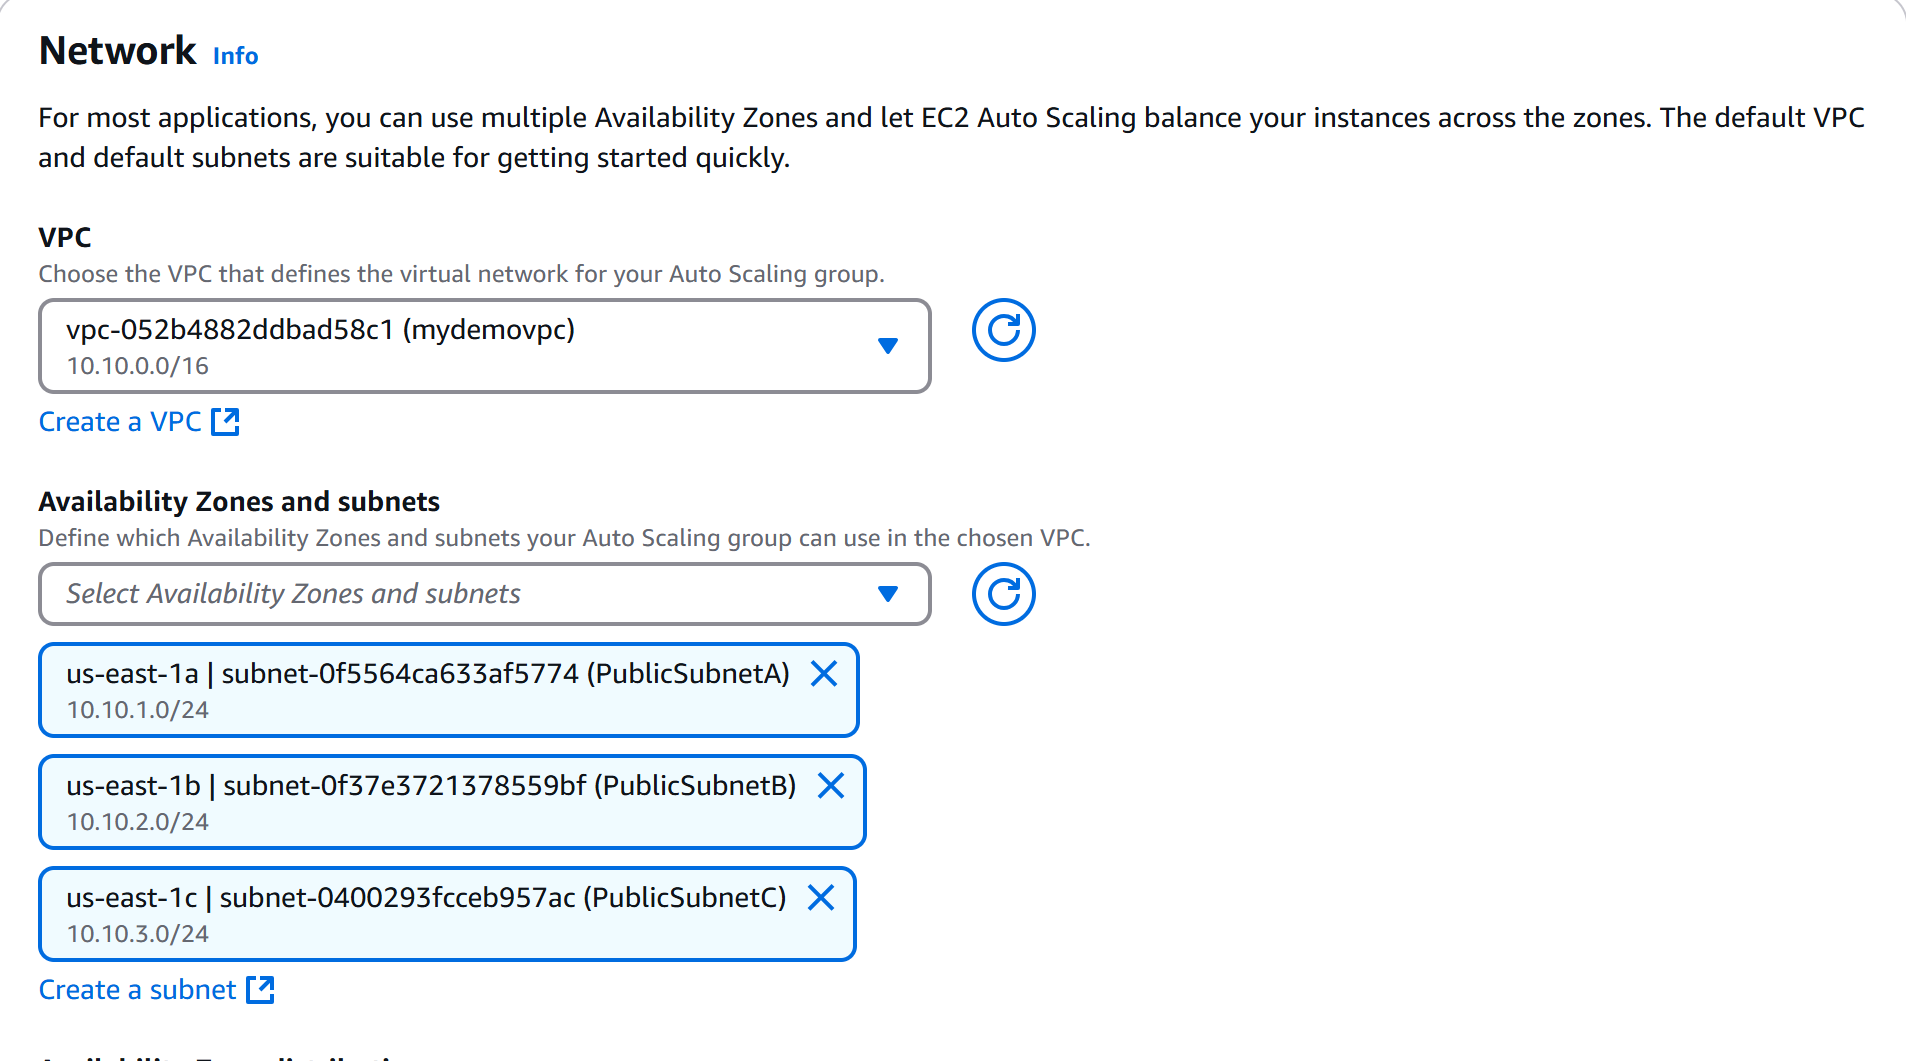 Network Info
For most applications, you can use multiple Availability Zones and let EC2 Auto Scaling balance your instances across the zones. The default VPC
and default subnets are suitable for getting started quickly.
VPC
Choose the VPC that defines the virtual network for your Auto Scaling group.
vpc-052b4882ddbad58c1 (mydemovpc)
10.10.0.0/16
Create a VPC
Availability Zones and subnets
Define which Availability Zones and subnets your Auto Scaling group can use in the chosen VPC.
Select Availability Zones and subnets
us-east-1a | subnet-0f5564ca633af5774 (PublicSubnetA)
10.10.1.0/24
us-east-1b | subnet-0f37e3721378559bf (PublicSubnetB)
10.10.2.0/24
us-east-1c | subnet-0400293fcceb957ac (PublicSubnetC)
10.10.3.0/24
Create a subnet